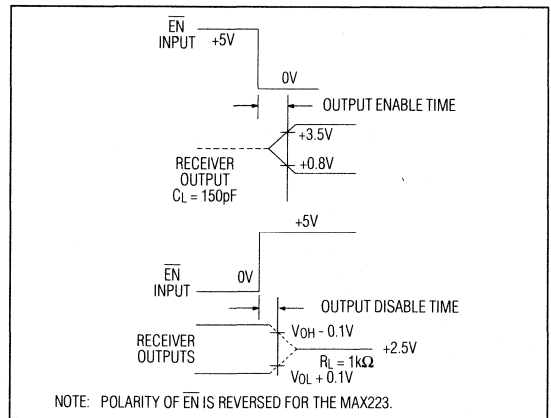 EN
INPUT +5V
0V
OUTPUT ENABLE TIME
+3.5V
+0.8V
RECEIVER
OUTPUT
CL = 150pF
+5V
EN
INPUT 0V
OUTPUT DISABLE TIME
RECEIVER
OUTPUTS
VOH - 0.1V
+2.5V
RL = 1kΩ
VOL + 0.1V
NOTE: POLARITY OF EN IS REVERSED FOR THE MAX223.